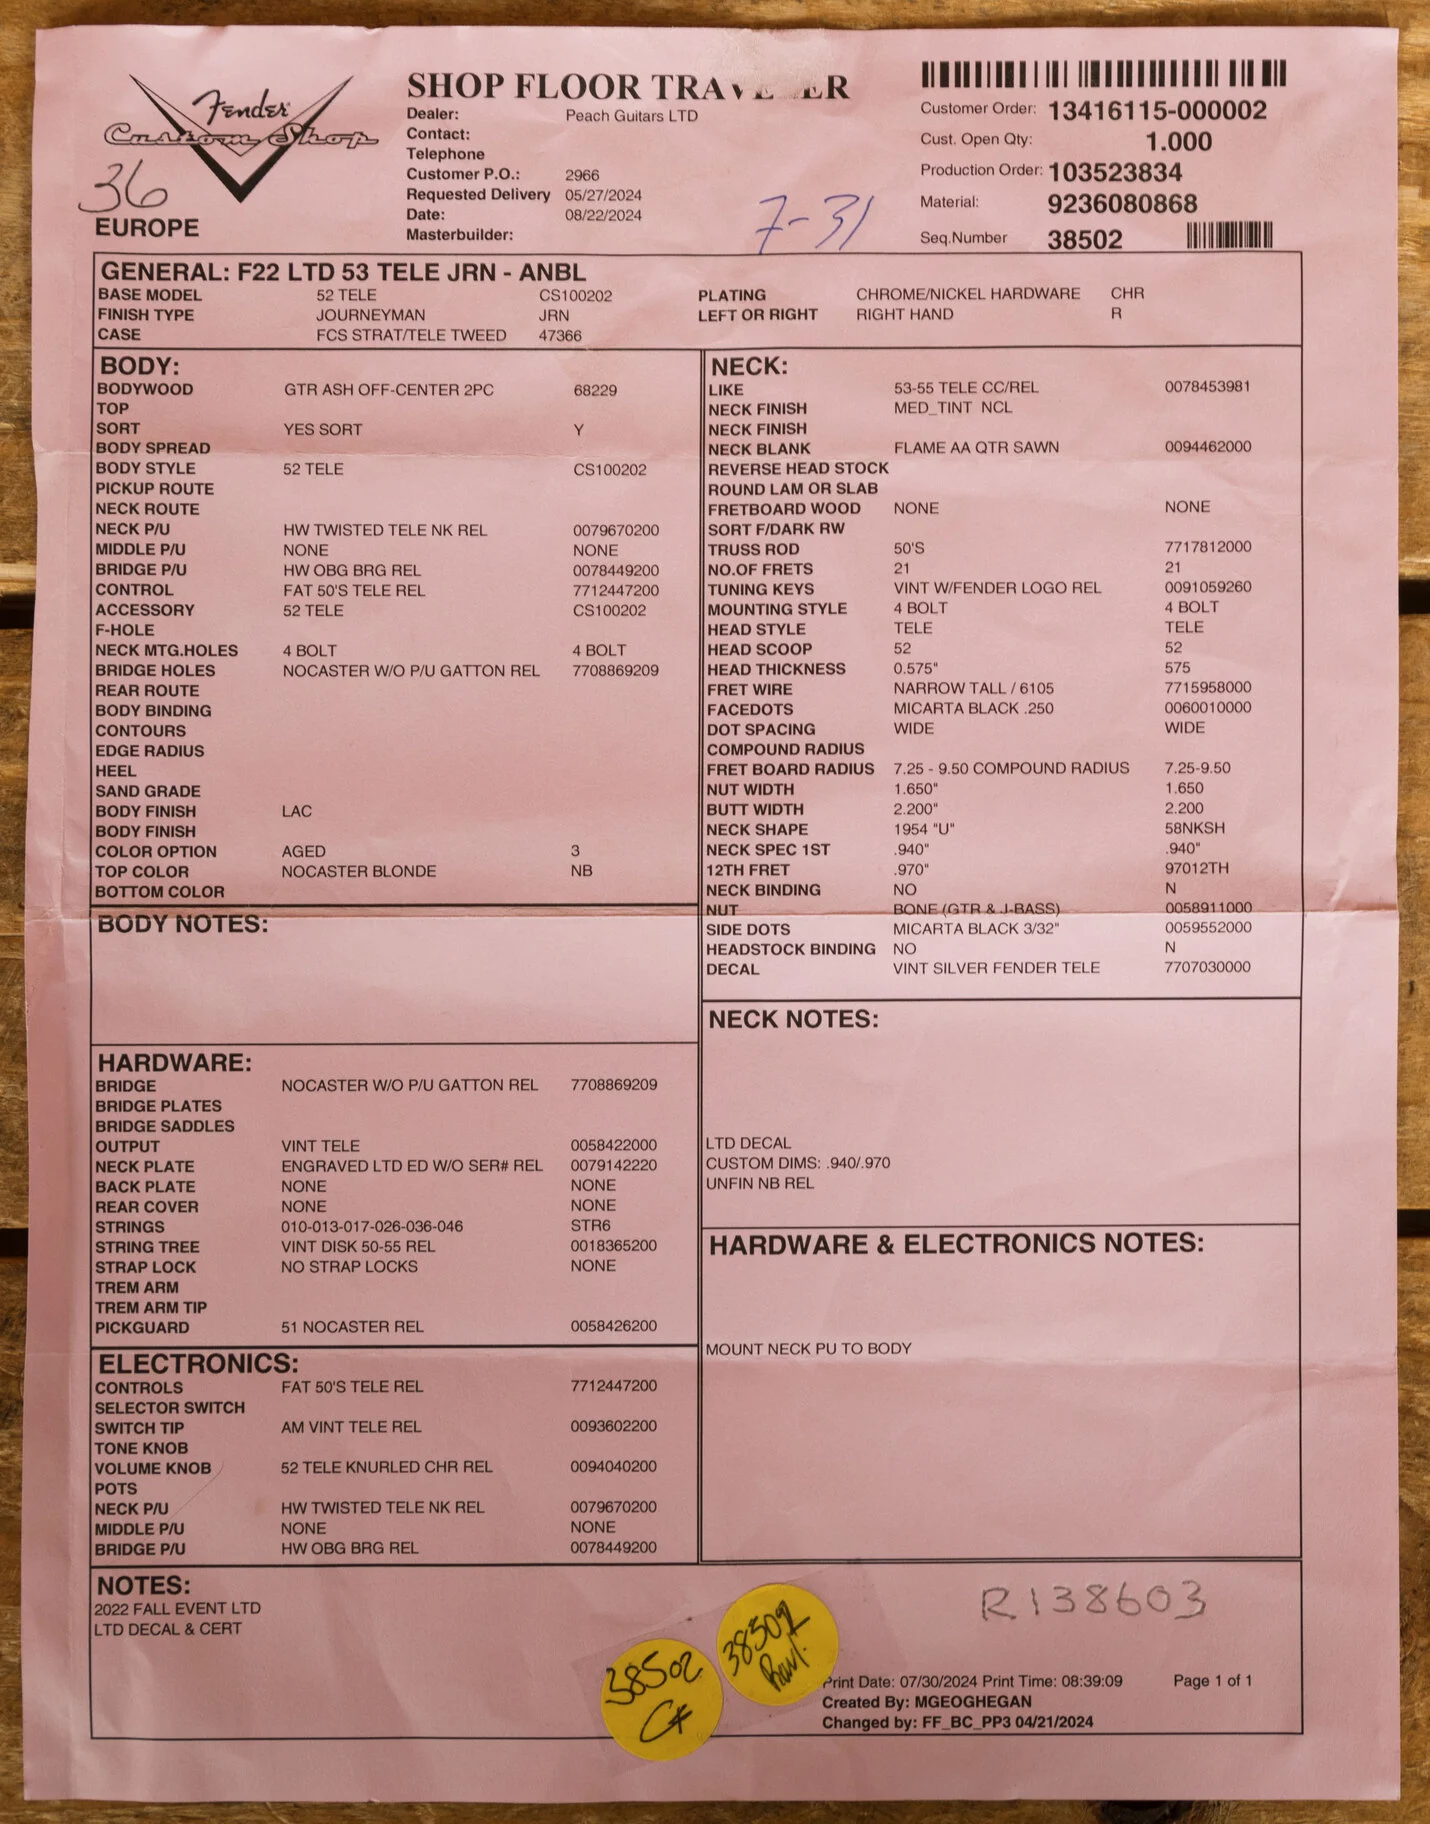 Fender
Custom Shop
36
EUROPE
SHOP FLOOR TRAVELER
Dealer: Peach Guitars LTD
Contact:
Telephone
Customer P.O.: 2966
Requested Delivery 05/27/2024
Date: 08/22/2024
Masterbuilder:
7-31
Customer Order: 13416115-000002
Cust. Open Qty: 1.000
Production Order: 103523834
Material: 9236080868
Seq.Number 38502
GENERAL: F22 LTD 53 TELE JRN - ANBL
BASE MODEL 52 TELE CS100202
FINISH TYPE JOURNEYMAN JRN
CASE FCS STRAT/TELE TWEED 47366
PLATING CHROME/NICKEL HARDWARE CHR
LEFT OR RIGHT RIGHT HAND R
BODY:
BODYWOOD GTR ASH OFF-CENTER 2PC 68229
TOP
SORT YES SORT Y
BODY SPREAD
BODY STYLE 52 TELE CS100202
PICKUP ROUTE
NECK ROUTE
NECK P/U HW TWISTED TELE NK REL 0079670200
MIDDLE P/U NONE NONE
BRIDGE P/U HW OBG BRG REL 0078449200
CONTROL FAT 50'S TELE REL 7712447200
ACCESSORY 52 TELE CS100202
F-HOLE
NECK MTG.HOLES 4 BOLT 4 BOLT
BRIDGE HOLES NOCASTER W/O P/U GATTON REL 7708869209
REAR ROUTE
BODY BINDING
CONTOURS
EDGE RADIUS
HEEL
SAND GRADE
BODY FINISH LAC
BODY FINISH
COLOR OPTION AGED 3
TOP COLOR NOCASTER BLONDE NB
BOTTOM COLOR
BODY NOTES:
HARDWARE:
BRIDGE NOCASTER W/O P/U GATTON REL 7708869209
BRIDGE PLATES
BRIDGE SADDLES
OUTPUT VINT TELE 0058422000
NECK PLATE ENGRAVED LTD ED W/O SER# REL 0079142220
BACK PLATE NONE NONE
REAR COVER NONE NONE
STRINGS 010-013-017-026-036-046 STR6
STRING TREE VINT DISK 50-55 REL 0018365200
STRAP LOCK NO STRAP LOCKS NONE
TREM ARM
TREM ARM TIP
PICKGUARD 51 NOCASTER REL 0058426200
ELECTRONICS:
CONTROLS FAT 50'S TELE REL 7712447200
SELECTOR SWITCH
SWITCH TIP AM VINT TELE REL 0093602200
TONE KNOB
VOLUME KNOB 52 TELE KNURLED CHR REL 0094040200
POTS
NECK P/U HW TWISTED TELE NK REL 0079670200
MIDDLE P/U NONE NONE
BRIDGE P/U HW OBG BRG REL 0078449200
NECK:
LIKE 53-55 TELE CC/REL 0078453981
NECK FINISH MED_TINT NCL
NECK FINISH
NECK BLANK FLAME AA QTR SAWN 0094462000
REVERSE HEAD STOCK
ROUND LAM OR SLAB
FRETBOARD WOOD NONE NONE
SORT F/DARK RW
TRUSS ROD 50'S 7717812000
NO.OF FRETS 21 21
TUNING KEYS VINT W/FENDER LOGO REL 0091059260
MOUNTING STYLE 4 BOLT 4 BOLT
HEAD STYLE TELE TELE
HEAD SCOOP 52 52
HEAD THICKNESS 0.575" 575
FRET WIRE NARROW TALL / 6105 7715958000
FACEDOTS MICARTA BLACK .250 0060010000
DOT SPACING WIDE WIDE
COMPOUND RADIUS
FRET BOARD RADIUS 7.25 - 9.50 COMPOUND RADIUS 7.25-9.50
NUT WIDTH 1.650" 1.650
BUTT WIDTH 2.200" 2.200
NECK SHAPE 1954 "U" 58NKSH
NECK SPEC 1ST .940" .940"
12TH FRET .970" 97012TH
NECK BINDING NO N
NUT BONE (GTR & J-BASS) 0058911000
SIDE DOTS MICARTA BLACK 3/32" 0059552000
HEADSTOCK BINDING NO N
DECAL VINT SILVER FENDER TELE 7707030000
NECK NOTES:
LTD DECAL
CUSTOM DIMS: .940/.970
UNFIN NB REL
HARDWARE & ELECTRONICS NOTES:
MOUNT NECK PU TO BODY
NOTES:
2022 FALL EVENT LTD
LTD DECAL & CERT
R138603
38502
38502
Print Date: 07/30/2024 Print Time: 08:39:09 Page 1 of 1
Created By: MGEOGHEGAN
Changed by: FF_BC_PP3 04/21/2024